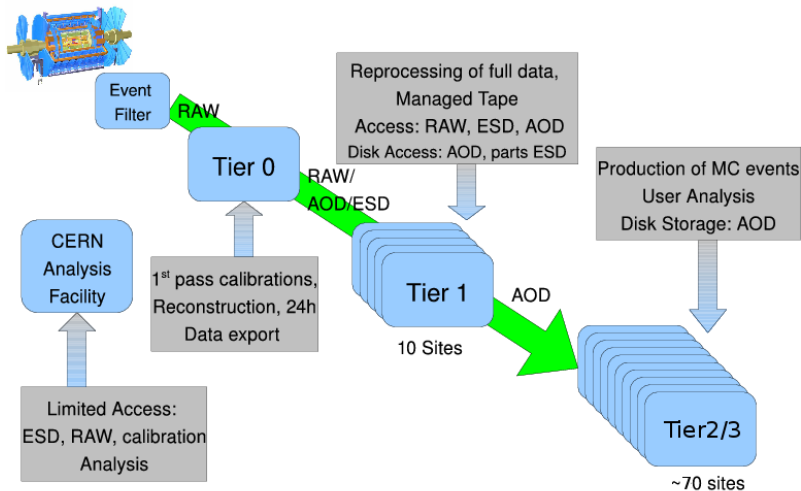 Event
Filter
RAW
Tier 0
RAW/
AOD/ESD
Reprocessing of full data,
Managed Tape
Access: RAW, ESD, AOD
Disk Access: AOD, parts ESD
Production of MC events
User Analysis
Disk Storage: AOD
CERN
Analysis
Facility
1st pass calibrations,
Reconstruction, 24h
Data export
Tier 1
AOD
10 Sites
Limited Access:
ESD, RAW, calibration
Analysis
Tier2/3
~70 sites